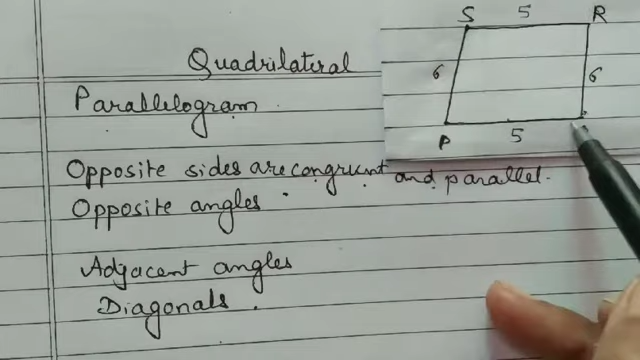 Quadrilateral
Parallelogram.
Opposite sides are congruent and parallel.
Opposite angles
Adjacent angles
Diagonals.
S 5 R
6 6
P 5